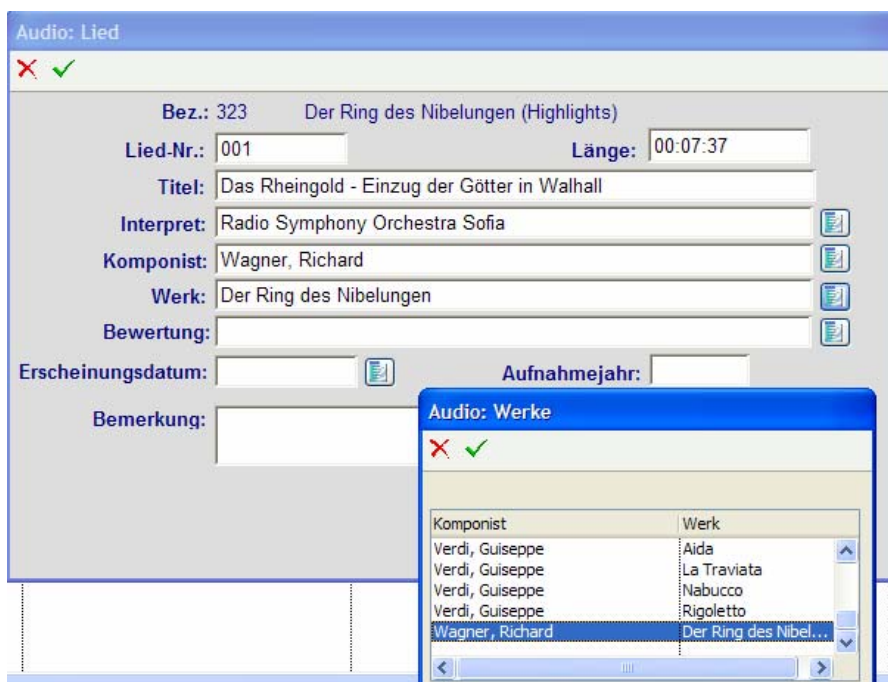 Audio: Lied
Bez.: 323 Der Ring des Nibelungen (Highlights)
Lied-Nr.: 001 Länge: 00:07:37
Titel: Das Rheingold - Einzug der Götter in Walhall
Interpret: Radio Symphony Orchestra Sofia
Komponist: Wagner, Richard
Werk: Der Ring des Nibelungen
Bewertung:
Erscheinungsdatum: Aufnahmejahr:
Bemerkung:
Audio: Werke
Komponist Werk
Verdi, Guiseppe Aida
Verdi, Guiseppe La Traviata
Verdi, Guiseppe Nabucco
Verdi, Guiseppe Rigoletto
Wagner, Richard Der Ring des Nibel...